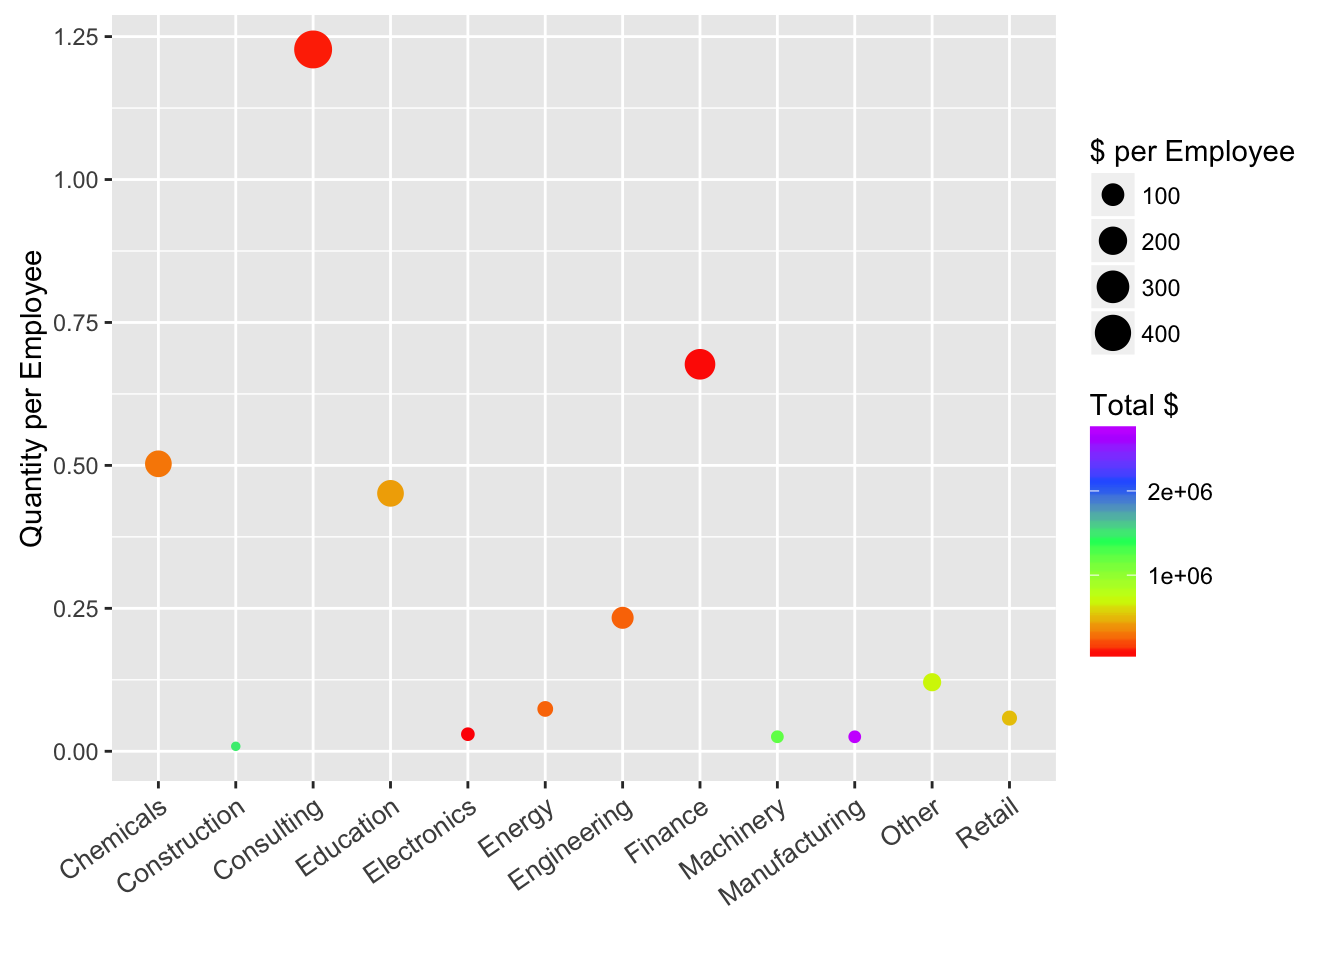 1.25
1.00
0.75
0.50
0.25
0.00
Quantity per Employee
Chemicals
Construction
Consulting
Education
Electronics
Energy
Engineering
Finance
Machinery
Manufacturing
Other
Retail
$ per Employee
100
200
300
400
Total $
2e+06
1e+06